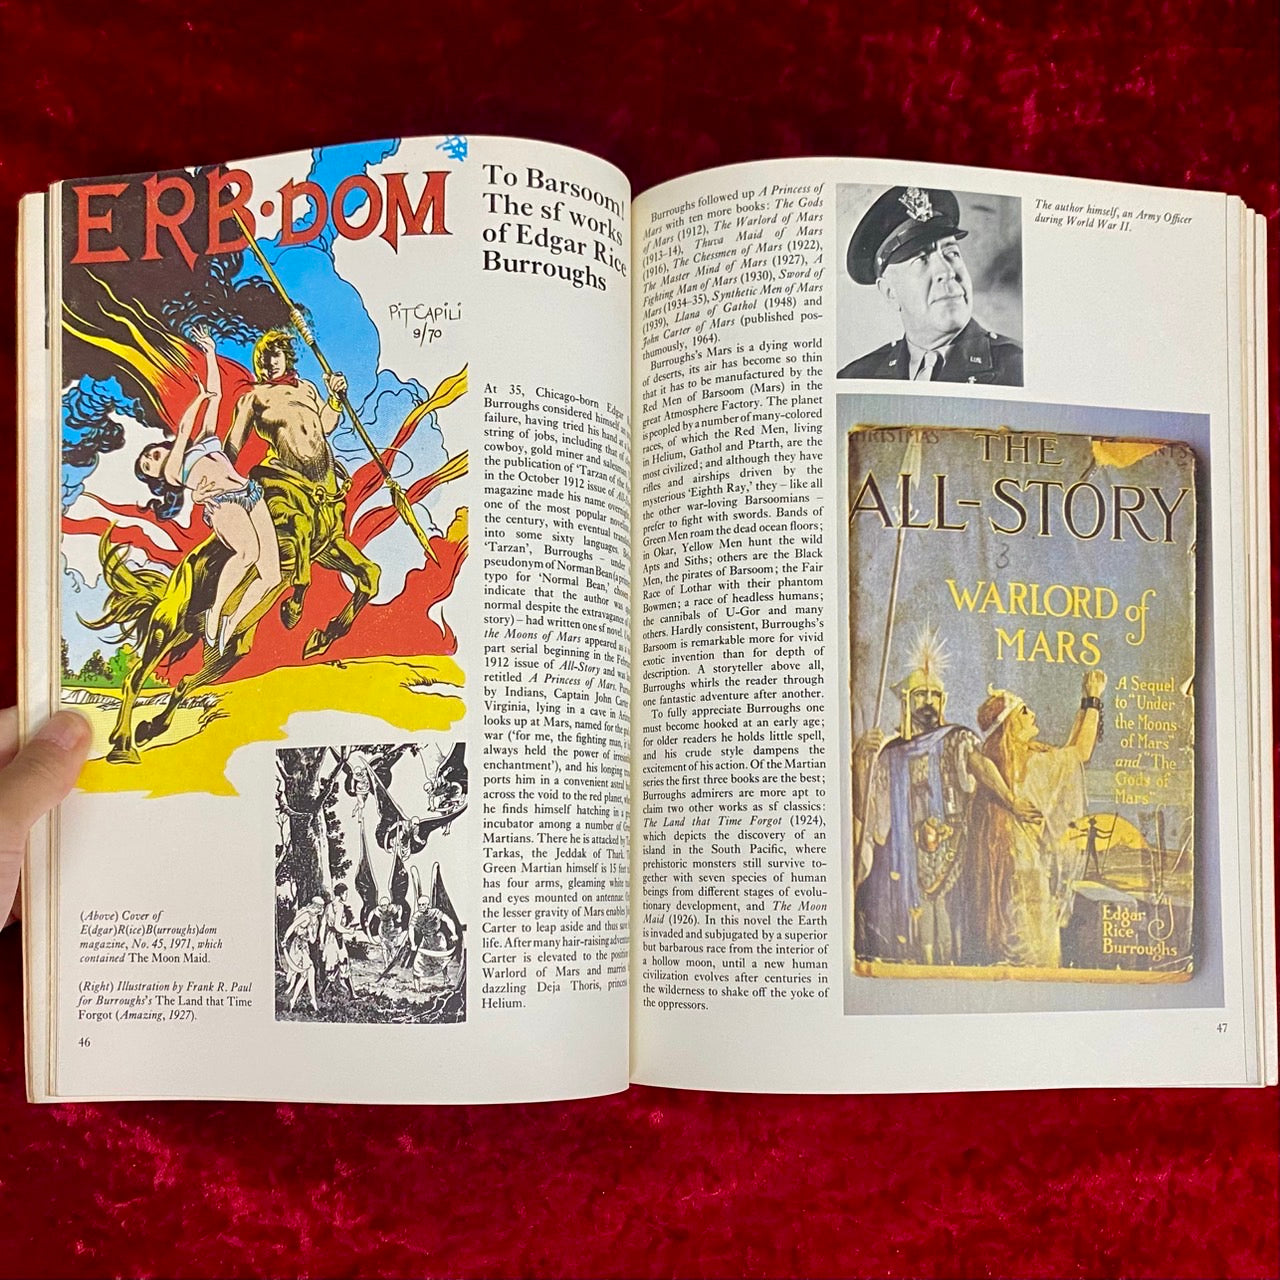 ERB·DOM
PITCAPILI
9/70
To Barsoom!
The sf works
of Edgar Rice
Burroughs
At 35, Chicago-born Edgar
Burroughs considered himself
failure, having tried his hand at
string of jobs, including that of
cowboy, gold miner and salesman
the publication of 'Tarzan of the
in the October 1912 issue of All-
magazine made his name overnight
one of the most popular novelists
the century, with eventual
into some sixty languages.
'Tarzan', Burroughs – under
pseudonym of Norman Bean (a
typo for 'Normal Bean,' chosen
indicate that the author was
normal despite the extravagance
story) – had written one sf novel.
the Moons of Mars appeared as a
part serial beginning in the
1912 issue of All-Story and was
retitled A Princess of Mars.
by Indians, Captain John Carter
Virginia, lying in a cave in
looks up at Mars, named for the
war ('for me, the fighting man, it
always held the power of
enchantment'), and his longing
ports him in a convenient astral
across the void to the red planet,
he finds himself hatching in a
incubator among a number of
Martians. There he is attacked by
Tarkas, the Jeddak of Thark.
Green Martian himself is 15 feet
has four arms, gleaming white
and eyes mounted on antennae.
the lesser gravity of Mars enables
Carter to leap aside and thus save
life. After many hair-raising
Carter is elevated to the position
Warlord of Mars and marries
dazzling Deja Thoris, princess
Helium.
(Above) Cover of
E(dgar)R(ice)B(urroughs)dom
magazine, No. 45, 1971, which
contained The Moon Maid.
(Right) Illustration by Frank R. Paul
for Burroughs's The Land that Time
Forgot (Amazing, 1927).
46
Burroughs followed up A Princess of
Mars with ten more books: The Gods
of Mars (1912), The Warlord of Mars
(1913–14), Thuva Maid of Mars
(1916), The Chessmen of Mars (1922),
The Master Mind of Mars (1927), A
Fighting Man of Mars (1930), Sword of
Mars (1934–35), Synthetic Men of Mars
(1939), Llana of Gathol (1948) and
John Carter of Mars (published pos-
thumously, 1964).
Burroughs's Mars is a dying world
of deserts, its air has become so thin
that it has to be manufactured by the
Red Men of Barsoom (Mars) in the
great Atmosphere Factory. The planet
is peopled by a number of many-colored
races, of which the Red Men, living
in Helium, Gathol and Ptarth, are the
most civilized; and although they have
rifles and airships driven by the
mysterious 'Eighth Ray,' they – like all
the other war-loving Barsoomians –
prefer to fight with swords. Bands of
Green Men roam the dead ocean floors;
in Okar, Yellow Men hunt the wild
Apts and Siths; others are the Black
Men, the pirates of Barsoom; the Fair
Race of Lothar with their phantom
Bowmen; a race of headless humans;
the cannibals of U-Gor and many
others. Hardly consistent, Burroughs's
Barsoom is remarkable more for vivid
exotic invention than for depth of
description. A storyteller above all,
Burroughs whirls the reader through
one fantastic adventure after another.
To fully appreciate Burroughs one
must become hooked at an early age;
for older readers he holds little spell,
and his crude style dampens the
excitement of his action. Of the Martian
series the first three books are the best;
Burroughs admirers are more apt to
claim two other works as sf classics:
The Land that Time Forgot (1924),
which depicts the discovery of an
island in the South Pacific, where
prehistoric monsters still survive to-
gether with seven species of human
beings from different stages of evolu-
tionary development, and The Moon
Maid (1926). In this novel the Earth
is invaded and subjugated by a superior
but barbarous race from the interior of
a hollow moon, until a new human
civilization evolves after centuries in
the wilderness to shake off the yoke of
the oppressors.
The author himself, an Army Officer
during World War II.
THE
ALL-STORY
3
WARLORD of
MARS
A Sequel
to "Under
the Moons
of Mars"
and "The
Gods of
Mars"
by
Edgar
Rice
Burroughs
47